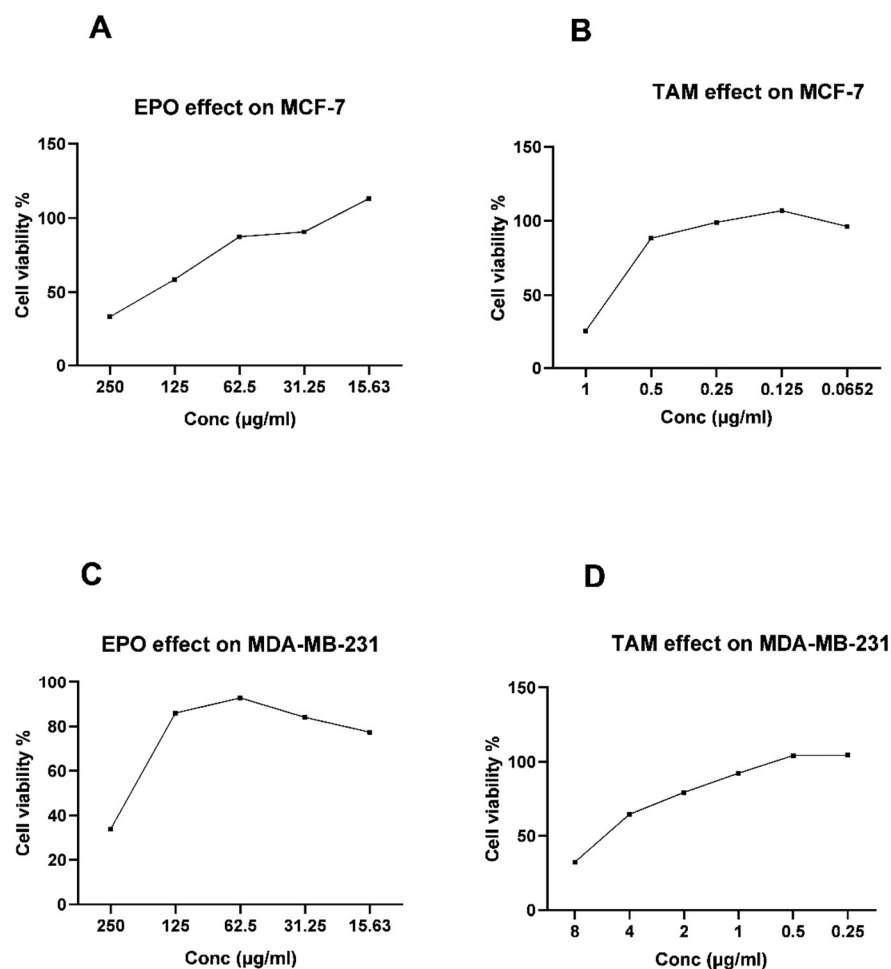 A
EPO effect on MCF-7
Cell viability %
150
100
50
0
250 125 62.5 31.25 15.63
Conc (µg/ml)
B
TAM effect on MCF-7
Cell viability %
150
100
50
0
1 0.5 0.25 0.125 0.0652
Conc (µg/ml)
C
EPO effect on MDA-MB-231
Cell viability %
100
80
60
40
20
0
250 125 62.5 31.25 15.63
Conc (µg/ml)
D
TAM effect on MDA-MB-231
Cell viability %
150
100
50
0
8 4 2 1 0.5 0.25
Conc (µg/ml)